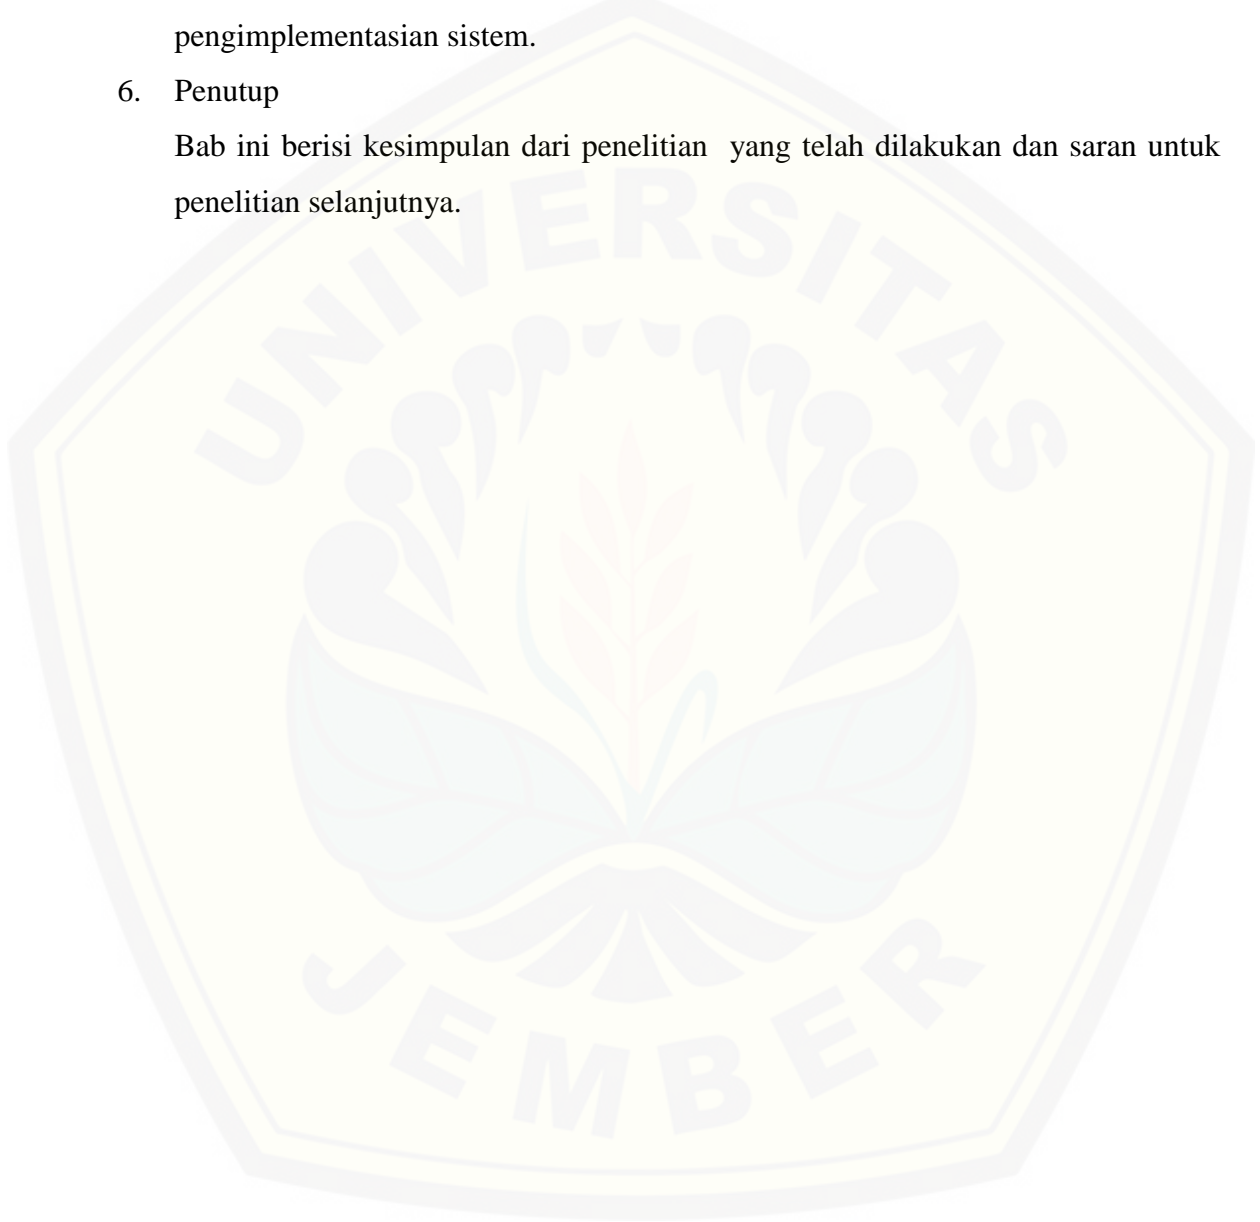 pengimplementasian sistem.
6. Penutup
Bab ini berisi kesimpulan dari penelitian yang telah dilakukan dan saran untuk
penelitian selanjutnya.
UNIVERSITAS
JEMBER